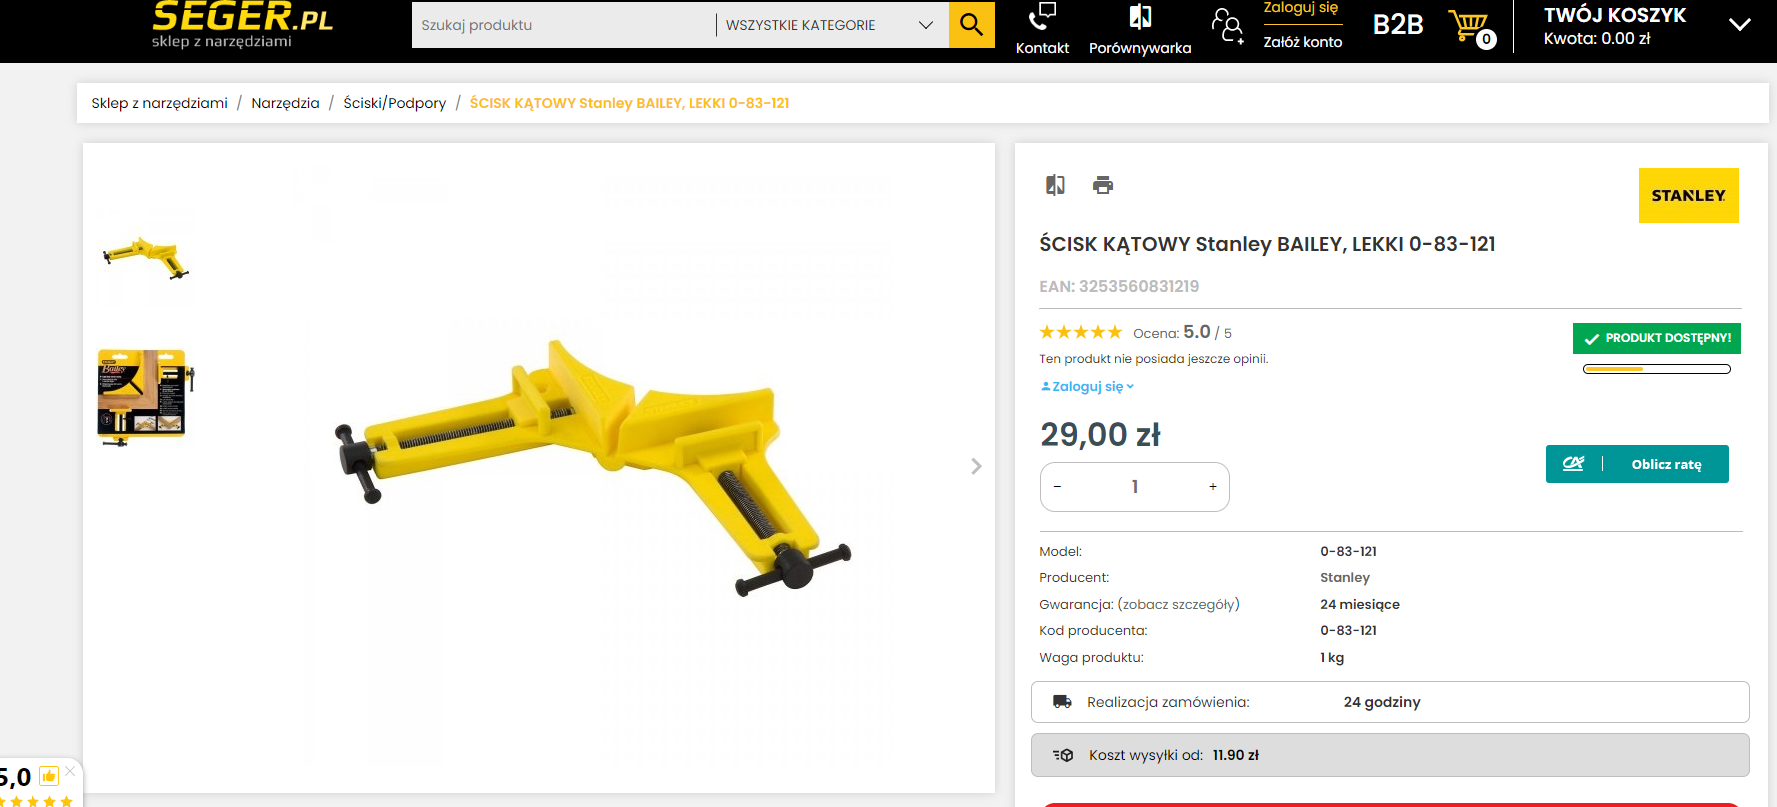 SEGER.PL
sklep z narzędziami
Szukaj produktu
WSZYSTKIE KATEGORIE
Kontakt
Porównywarka
Zaloguj się
Załóż konto
B2B
0
TWÓJ KOSZYK
Kwota: 0.00 zł
Sklep z narzędziami / Narzędzia / Ściski/Podpory / ŚCISK KĄTOWY Stanley BAILEY, LEKKI 0-83-121
Bailey
STANLEY
ŚCISK KĄTOWY Stanley BAILEY, LEKKI 0-83-121
EAN: 3253560831219
Ocena: 5.0 / 5
PRODUKT DOSTĘPNY!
Ten produkt nie posiada jeszcze opinii.
Zaloguj się
29,00 zł
CA | Oblicz ratę
− 1 +
Model: 0-83-121
Producent: Stanley
Gwarancja: (zobacz szczegóły) 24 miesiące
Kod producenta: 0-83-121
Waga produktu: 1 kg
Realizacja zamówienia: 24 godziny
Koszt wysyłki od: 11.90 zł
5,0